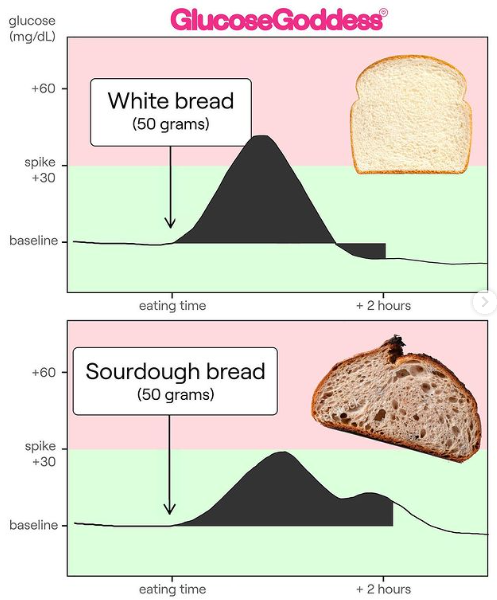 glucose
(mg/dL)
GlucoseGoddess®
+60
White bread
(50 grams)
spike
+30
baseline
eating time
+ 2 hours
+60
Sourdough bread
(50 grams)
spike
+30
baseline
eating time
+ 2 hours